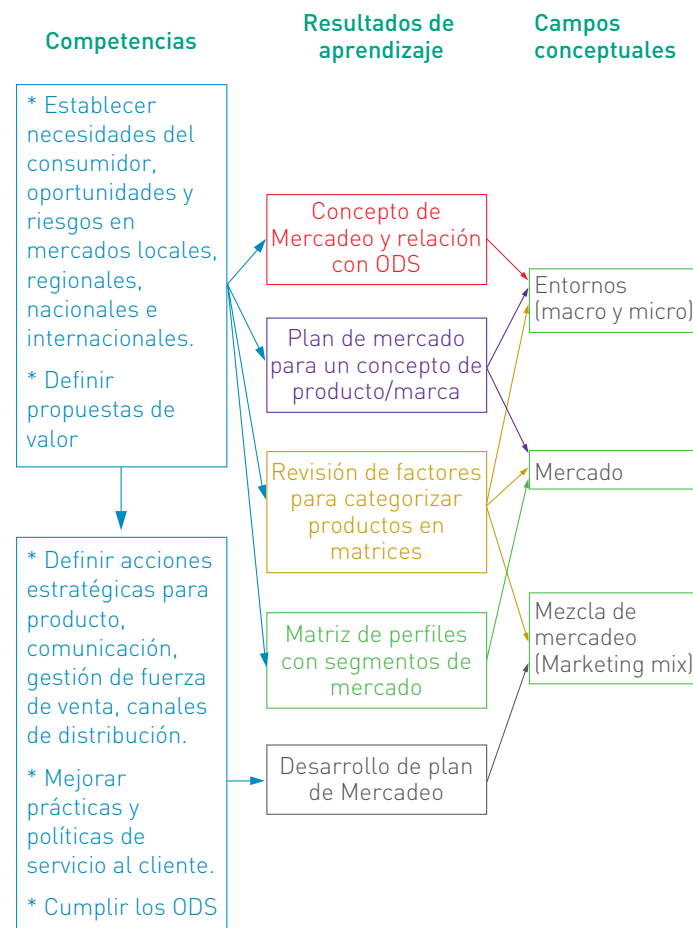 Competencias
Resultados de
aprendizaje
Campos
conceptuales
* Establecer
necesidades del
consumidor,
oportunidades y
riesgos en
mercados locales,
regionales,
nacionales e
internacionales.
* Definir
propuestas de
valor
Concepto de
Mercadeo y relación
con ODS
Plan de mercado
para un concepto de
producto/marca
Revisión de factores
para categorizar
productos en
matrices
Matriz de perfiles
con segmentos de
mercado
Entornos
(macro y micro)
Mercado
Mezcla de
mercadeo
(Marketing mix)
* Definir acciones
estratégicas para
producto,
comunicación,
gestión de fuerza
de venta, canales
de distribución.
* Mejorar
prácticas y
políticas de
servicio al cliente.
* Cumplir los ODS
Desarrollo de plan
de Mercadeo